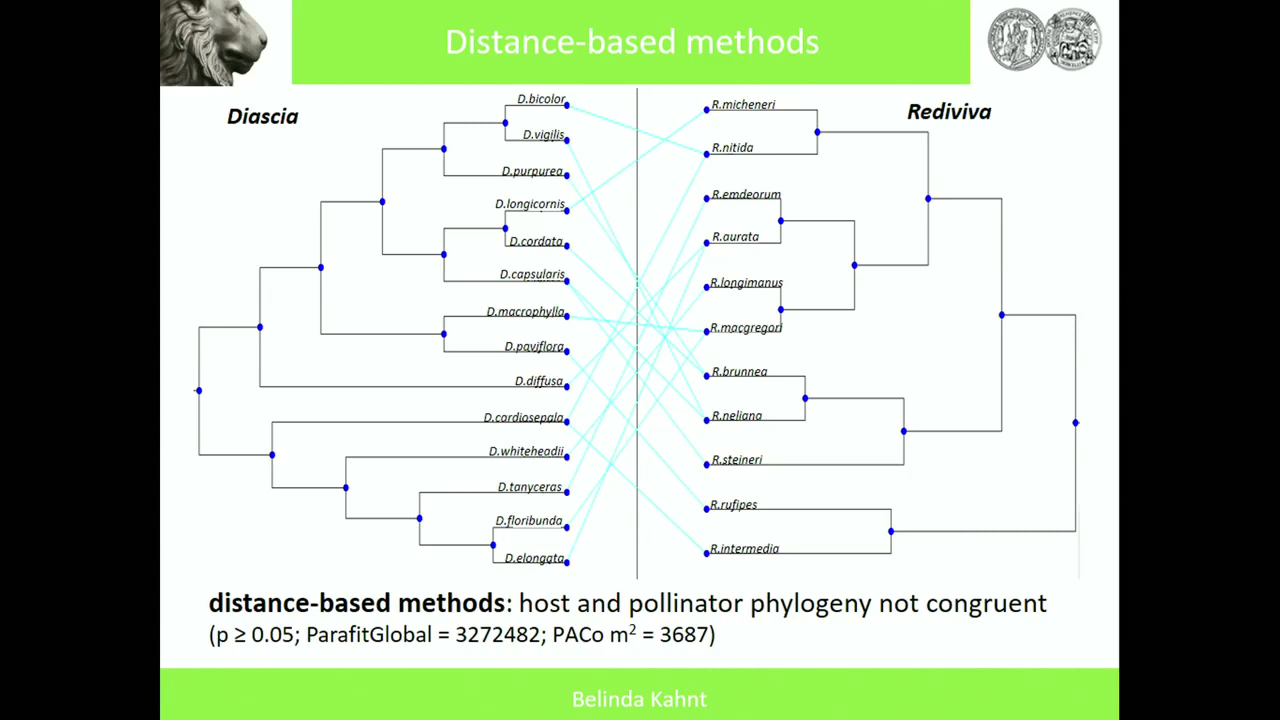 Distance-based methods
Diascia
Rediviva
D.bicolor
D.vigilis
D.purpurea
D.longicornis
D.cordata
D.capsularis
D.macrophylla
D.paviflora
D.diffusa
D.cardiosepala
D.whiteheadii
D.tanyceras
D.floribunda
D.elongata
R.micheneri
R.nitida
R.emdeorum
R.aurata
R.longimanus
R.macgregori
R.brunnea
R.neliana
R.steineri
R.rufipes
R.intermedia
distance-based methods: host and pollinator phylogeny not congruent
(p ≥ 0.05; ParafitGlobal = 3272482; PACo m² = 3687)
Belinda Kahnt